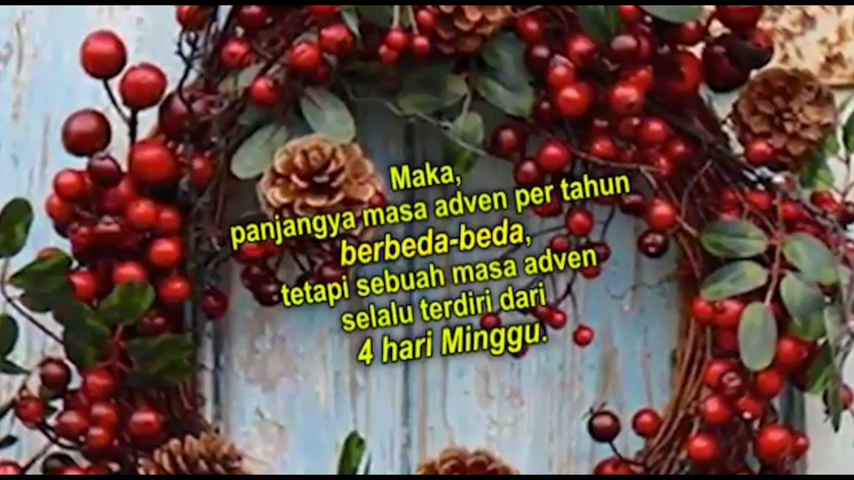 Maka,
panjangya masa adven per tahun
berbeda-beda,
tetapi sebuah masa adven
selalu terdiri dari
4 hari Minggu.